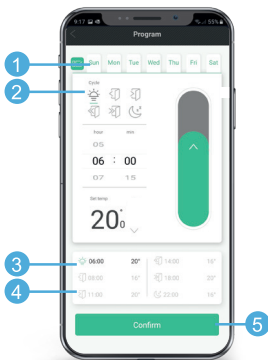 9:17
55%
Program
1
Sun Mon Tue Wed Thu Fri Sat
2
Cycle
hour min
05
06 : 00
07 15
Set temp.
20°0
3
06:00 20° 14:00 16°
08:00 16° 18:00 20°
4
11:00 20° 22:00 16°
Confirm
5